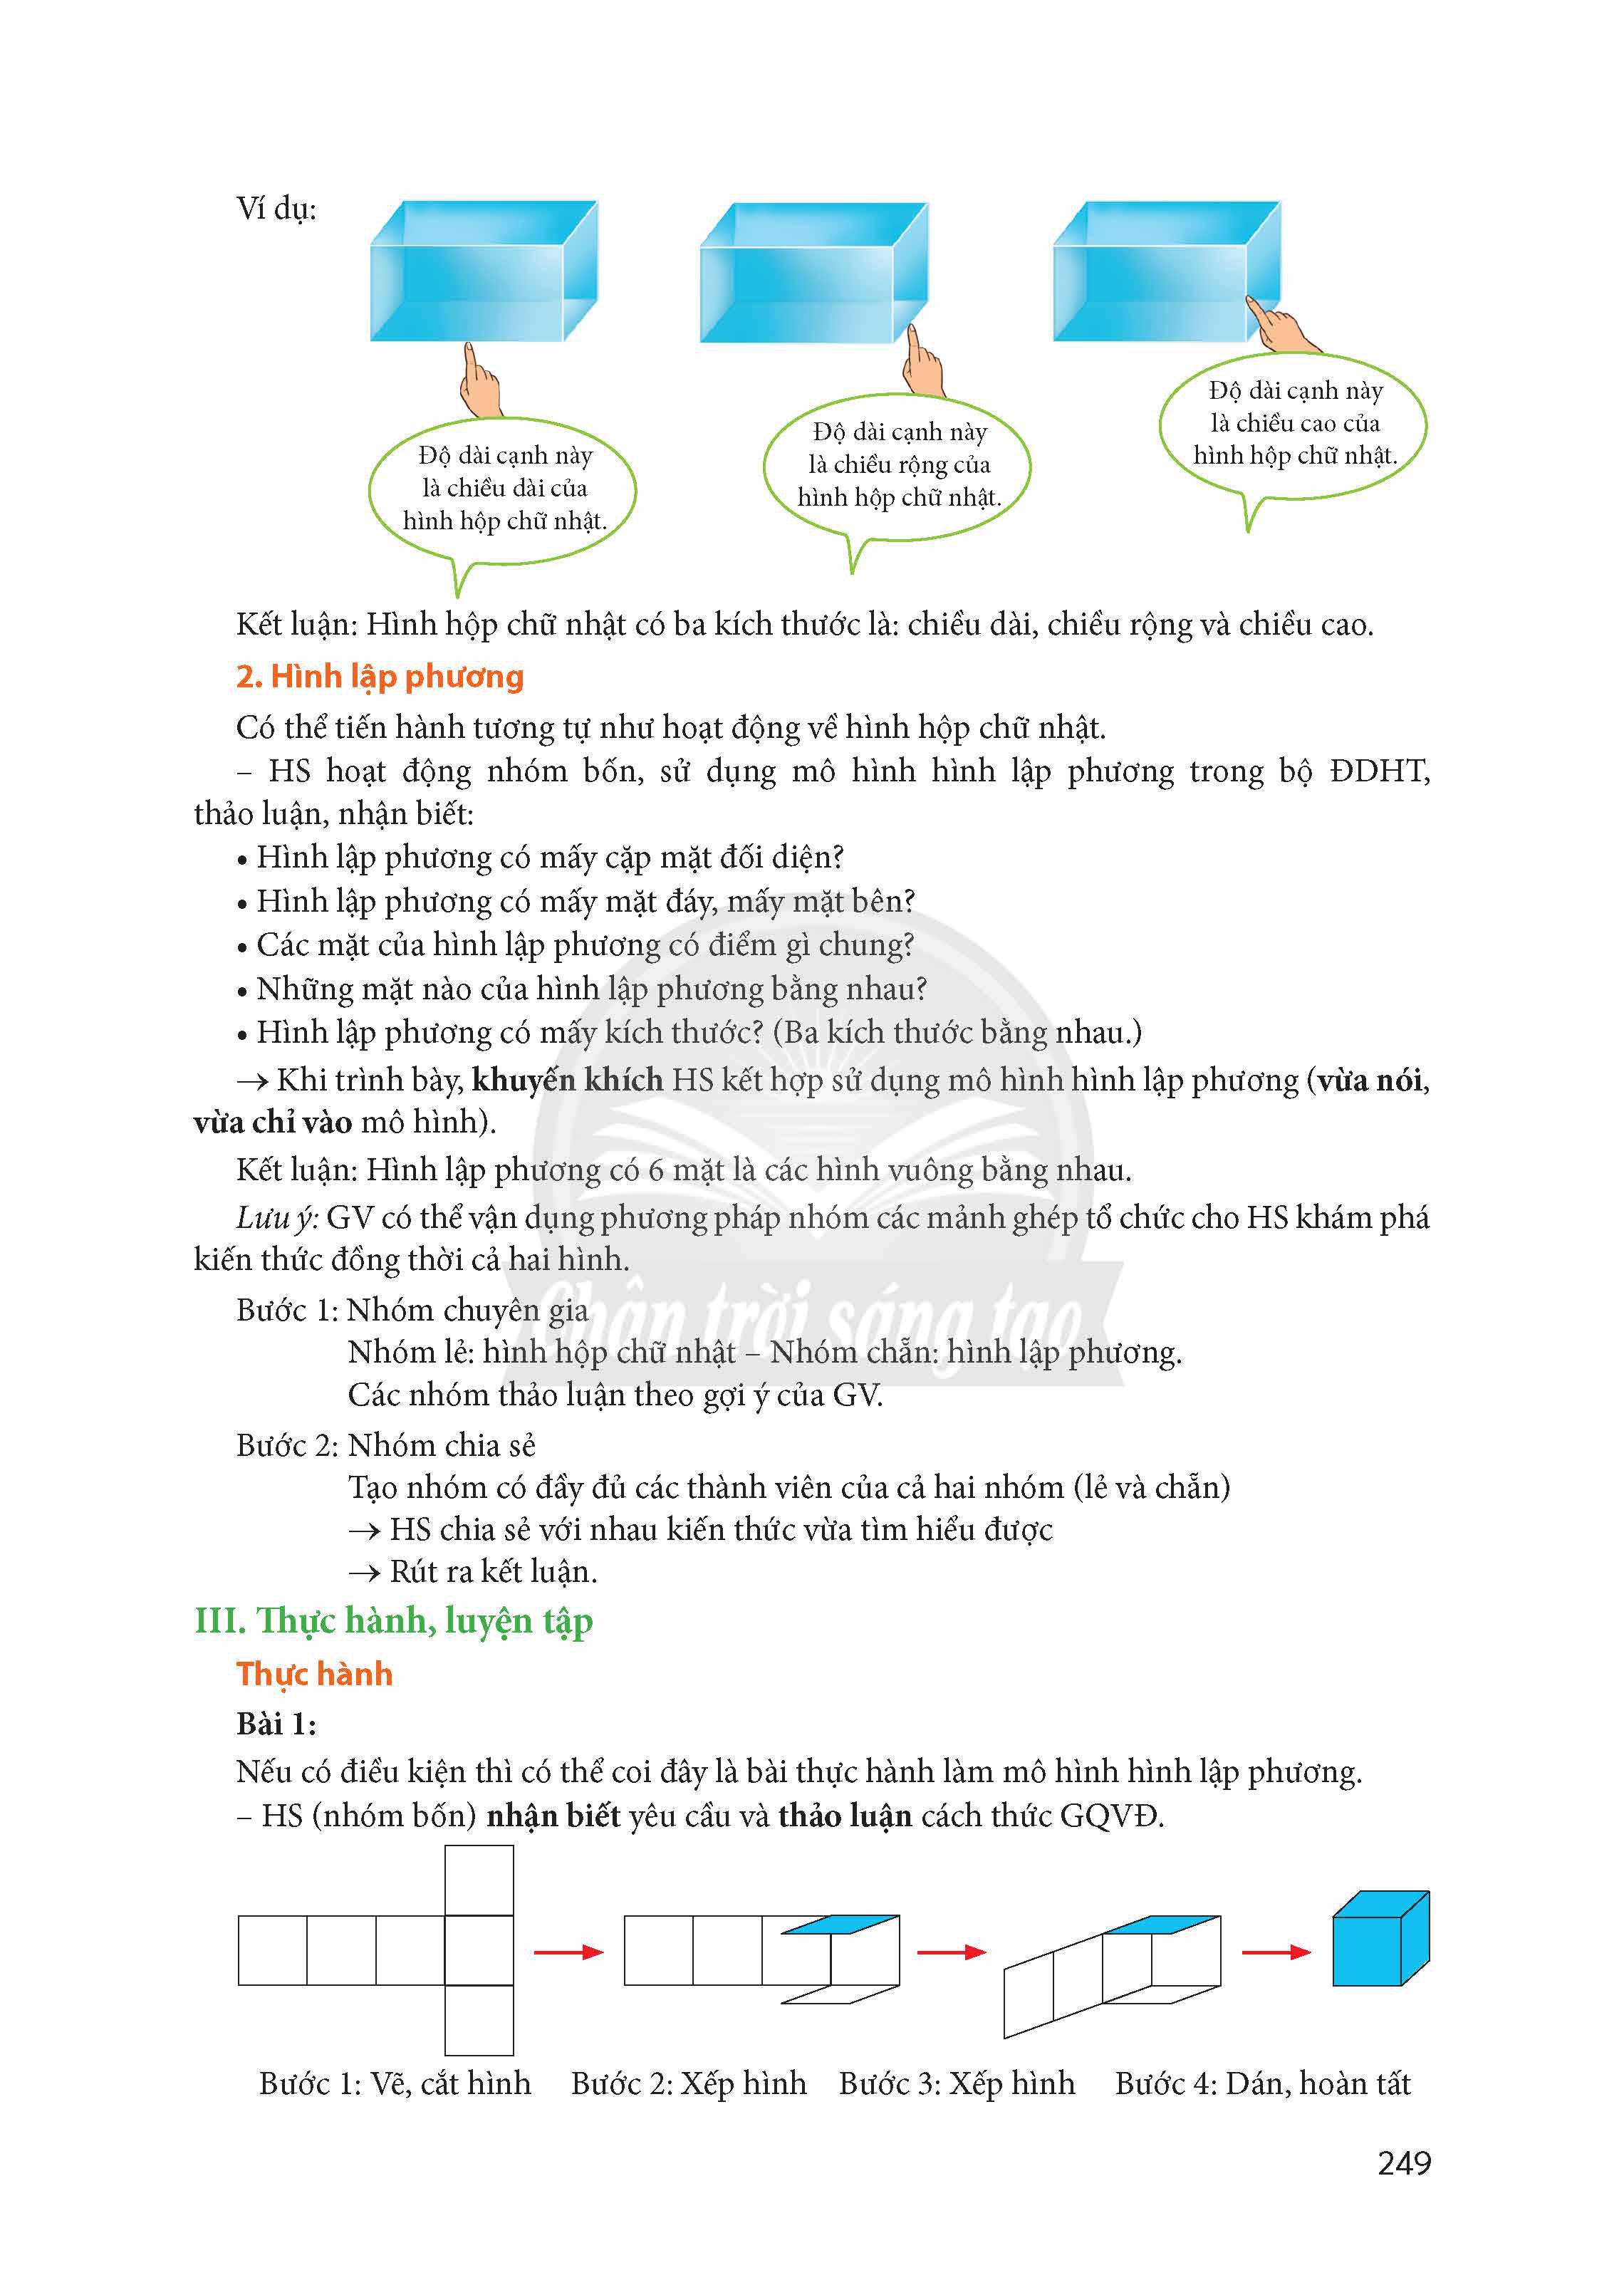 Ví dụ:
Độ dài cạnh này
là chiều dài của
hình hộp chữ nhật.
Độ dài cạnh này
là chiều rộng của
hình hộp chữ nhật.
Độ dài cạnh này
là chiều cao của
hình hộp chữ nhật.
Kết luận: Hình hộp chữ nhật có ba kích thước là: chiều dài, chiều rộng và chiều cao.
2. Hình lập phương
Có thể tiến hành tương tự như hoạt động về hình hộp chữ nhật.
– HS hoạt động nhóm bốn, sử dụng mô hình hình lập phương trong bộ ĐDHT,
thảo luận, nhận biết:
• Hình lập phương có mấy cặp mặt đối diện?
• Hình lập phương có mấy mặt đáy, mấy mặt bên?
• Các mặt của hình lập phương có điểm gì chung?
• Những mặt nào của hình lập phương bằng nhau?
• Hình lập phương có mấy kích thước? (Ba kích thước bằng nhau.)
→ Khi trình bày, khuyến khích HS kết hợp sử dụng mô hình hình lập phương (vừa nói,
vừa chỉ vào mô hình).
Kết luận: Hình lập phương có 6 mặt là các hình vuông bằng nhau.
Lưu ý: GV có thể vận dụng phương pháp nhóm các mảnh ghép tổ chức cho HS khám phá
kiến thức đồng thời cả hai hình.
Bước 1: Nhóm chuyên gia
Nhóm lẻ: hình hộp chữ nhật – Nhóm chẵn: hình lập phương.
Các nhóm thảo luận theo gợi ý của GV.
Bước 2: Nhóm chia sẻ
Tạo nhóm có đầy đủ các thành viên của cả hai nhóm (lẻ và chẵn)
→ HS chia sẻ với nhau kiến thức vừa tìm hiểu được
→ Rút ra kết luận.
Chân trời sáng tạo
III. Thực hành, luyện tập
Thực hành
Bài 1:
Nếu có điều kiện thì có thể coi đây là bài thực hành làm mô hình hình lập phương.
– HS (nhóm bốn) nhận biết yêu cầu và thảo luận cách thức GQVĐ.
Bước 1: Vẽ, cắt hình Bước 2: Xếp hình Bước 3: Xếp hình Bước 4: Dán, hoàn tất
249